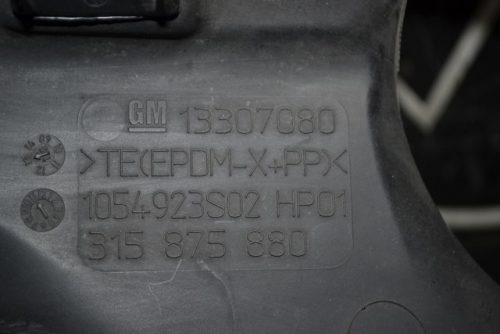 GM 13307080
>TE(EPDM-X+PP)<
1054923S02 HP01
315 875 880